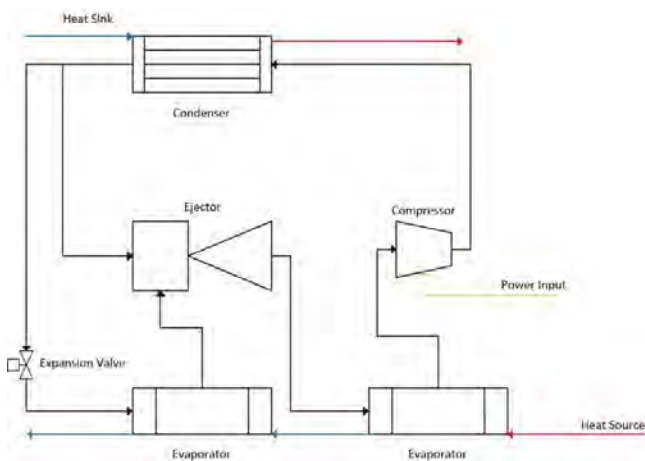 Heat Sink
Condenser
Ejector
Compressor
Power Input
Expansion Valve
Heat Source
Evaporator
Evaporator